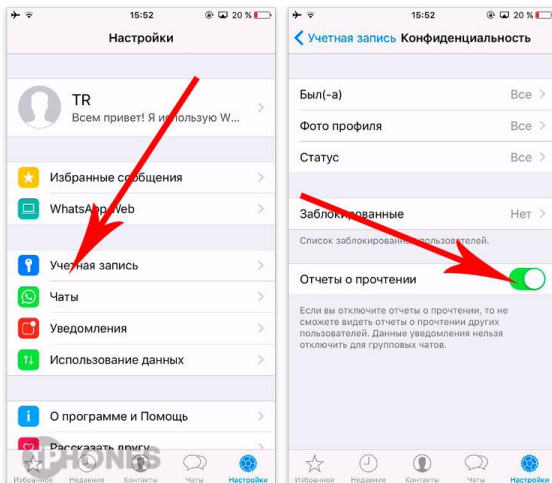 15:52
20 %
Настройки
TR
Всем привет! Я использую W...
Избранные сообщения
WhatsApp Web
Учетная запись
Чаты
Уведомления
Использование данных
О программе и Помощь
Рассказать другу
iPHONES
Избранное
Недавние
Контакты
Чаты
Настройки
15:52
20 %
Учетная запись
Конфиденциальность
Был(-а)
Все
Фото профиля
Все
Статус
Все
Заблокированные
Нет
Список заблокированных пользователей.
Отчеты о прочтении
Если вы отключите отчеты о прочтении, то не
сможете видеть отчеты о прочтении других
пользователей. Данные уведомления нельзя
отключить для групповых чатов.
Избранное
Недавние
Контакты
Чаты
Настройки